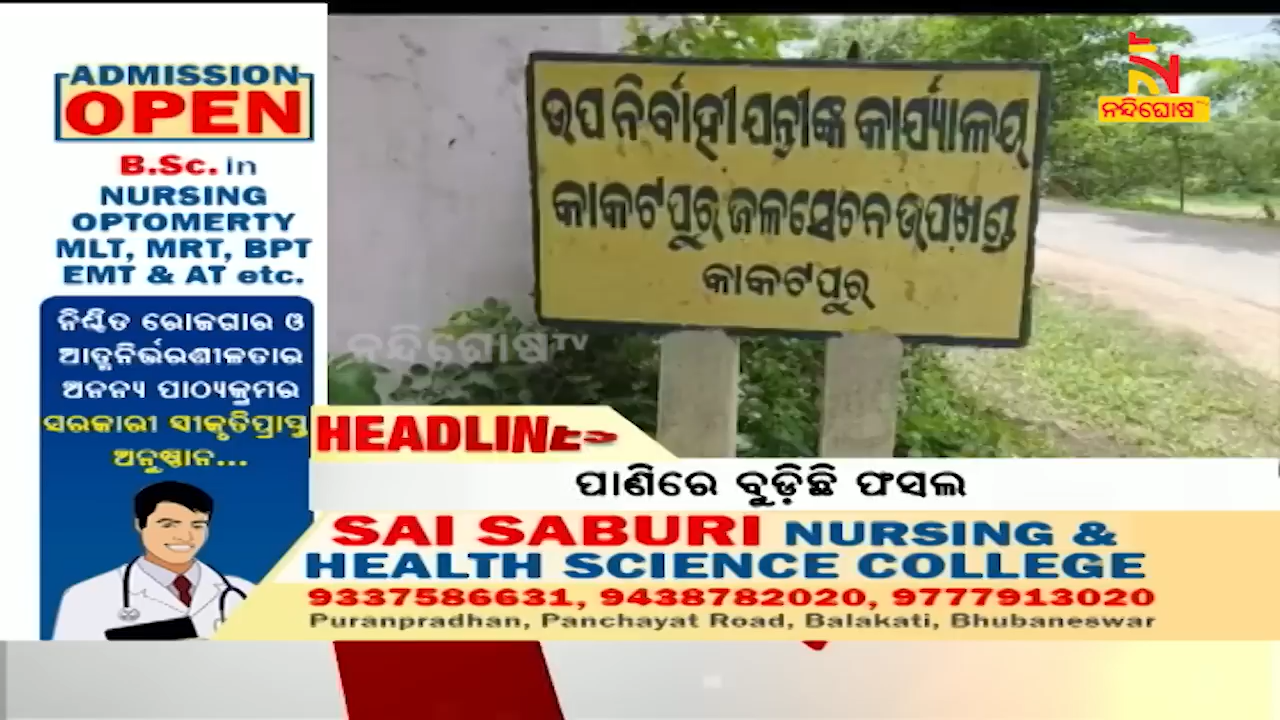 ADMISSION
OPEN
B.Sc. in
NURSING
OPTOMERTY
MLT, MRT, BPT
EMT & AT etc.
ନିଶ୍ଚିତ ରୋଜଗାର ଓ
ଆତ୍ମନିର୍ଭରଶୀଳତାର
ଅନନ୍ୟ ପାଠ୍ୟକ୍ରମର
ସରକାରୀ ସ୍ୱୀକୃତିପ୍ରାପ୍ତ
ଅନୁଷ୍ଠାନ...
ଉପ ନିର୍ବାହୀ ଯନ୍ତ୍ରୀଙ୍କ କାର୍ଯ୍ୟାଳୟ
କାକଟପୁର ଜଳସେଚନ ଉପଖଣ୍ଡ
କାକଟପୁର
ନନ୍ଦିଘୋଷ TV
ନନ୍ଦିଘୋଷ TV
HEADLINES
ପାଣିରେ ବୁଡ଼ିଛି ଫସଲ
SAI SABURI NURSING &
HEALTH SCIENCE COLLEGE
9337586631, 9438782020, 9777913020
Puranpradhan, Panchayat Road, Balakati, Bhubaneswar